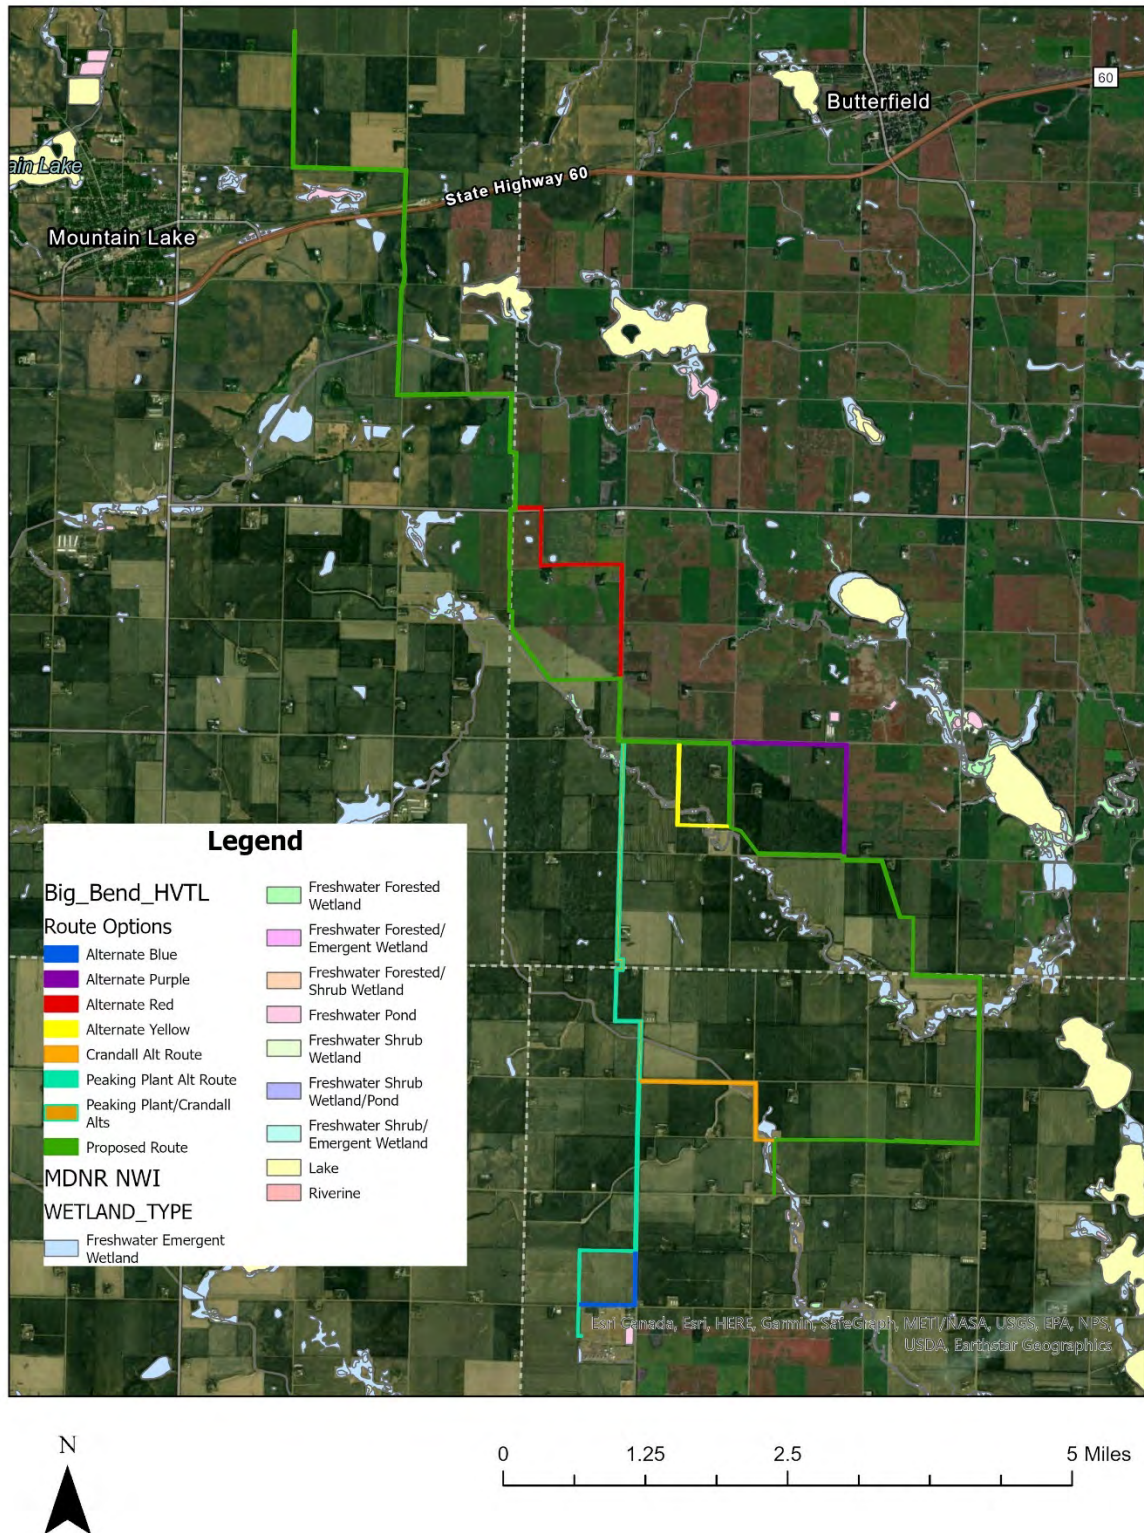 60
Butterfield
ain Lake
State Highway 60
Mountain Lake
Legend
Big_Bend_HVTL
Route Options
Alternate Blue
Alternate Purple
Alternate Red
Alternate Yellow
Crandall Alt Route
Peaking Plant Alt Route
Peaking Plant/Crandall
Alts
Proposed Route
MDNR NWI
WETLAND_TYPE
Freshwater Emergent
Wetland
Freshwater Forested
Wetland
Freshwater Forested/
Emergent Wetland
Freshwater Forested/
Shrub Wetland
Freshwater Pond
Freshwater Shrub
Wetland
Freshwater Shrub
Wetland/Pond
Freshwater Shrub/
Emergent Wetland
Lake
Riverine
Esri Canada, Esri, HERE, Garmin, SafeGraph, METI/NASA, USGS, EPA, NPS,
USDA, Earthstar Geographics
N
0 1.25 2.5 5 Miles